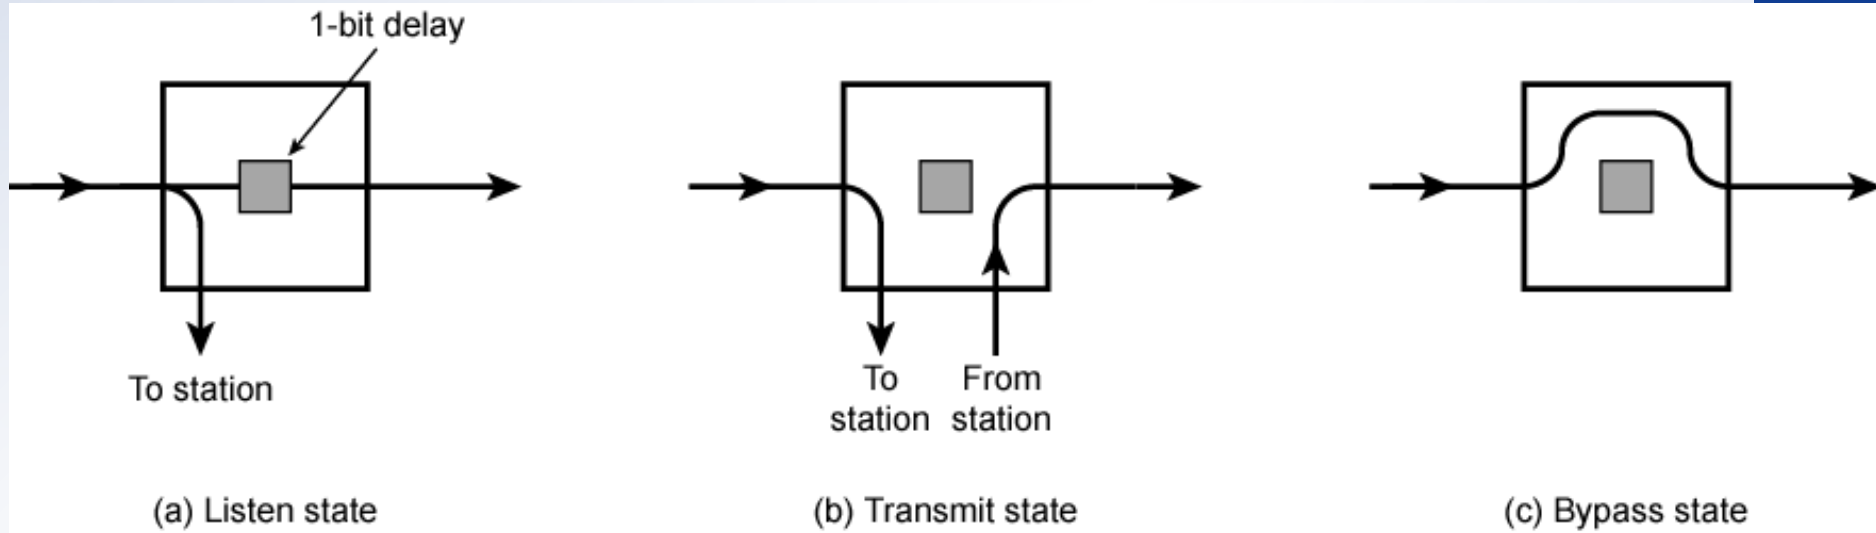 1-bit delay
To station
To
station
From
station
(a) Listen state
(b) Transmit state
(c) Bypass state